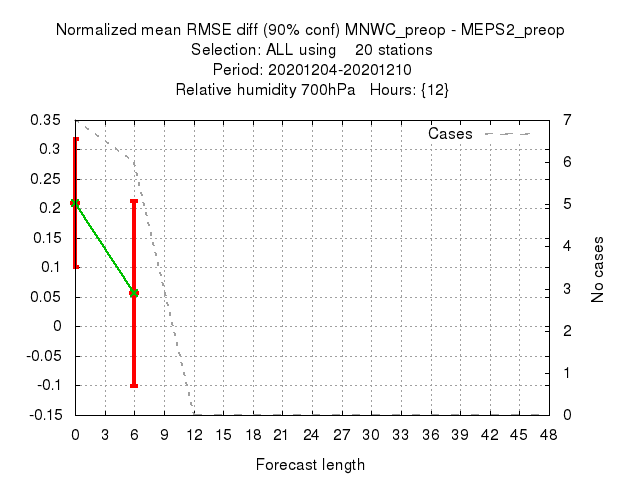 Normalized mean RMSE diff (90% conf) MNWC_preop - MEPS2_preop
Selection: ALL using 20 stations
Period: 20201204-20201210
Relative humidity 700hPa Hours: {12}
Cases
0.35
0.3
0.25
0.2
0.15
0.1
0.05
0
-0.05
-0.1
-0.15
7
6
5
4
3
2
1
0
No cases
0 3 6 9 12 15 18 21 24 27 30 33 36 39 42 45 48
Forecast length